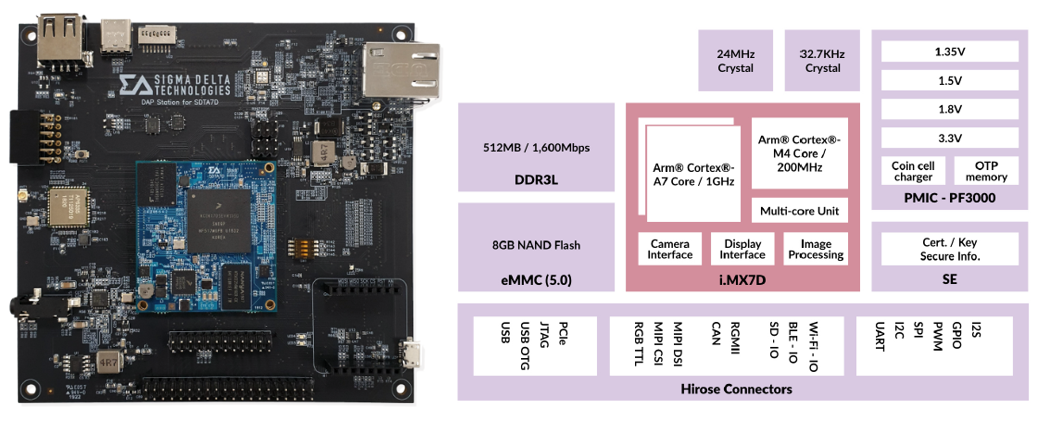 SIGMA DELTA
TECHNOLOGIES
DAP Station for SDTA7D
4R7
4R7
24MHz
Crystal
32.7KHz
Crystal
1.35V
1.5V
1.8V
3.3V
Coin cell
charger
OTP
memory
PMIC - PF3000
512MB / 1,600Mbps
DDR3L
Arm® Cortex®-
A7 Core / 1GHz
Arm® Cortex®-
M4 Core /
200MHz
Multi-core Unit
Camera
Interface
Display
Interface
Image
Processing
i.MX7D
8GB NAND Flash
eMMC (5.0)
Cert. / Key
Secure Info.
SE
USB
USB OTG
JTAG
PCIe
RGB TTL
MIPI CSI
MIPI DSI
CAN
RGMII
SD - IO
BLE - IO
Wi-Fi - IO
UART
I2C
SPI
PWM
GPIO
I2S
Hirose Connectors